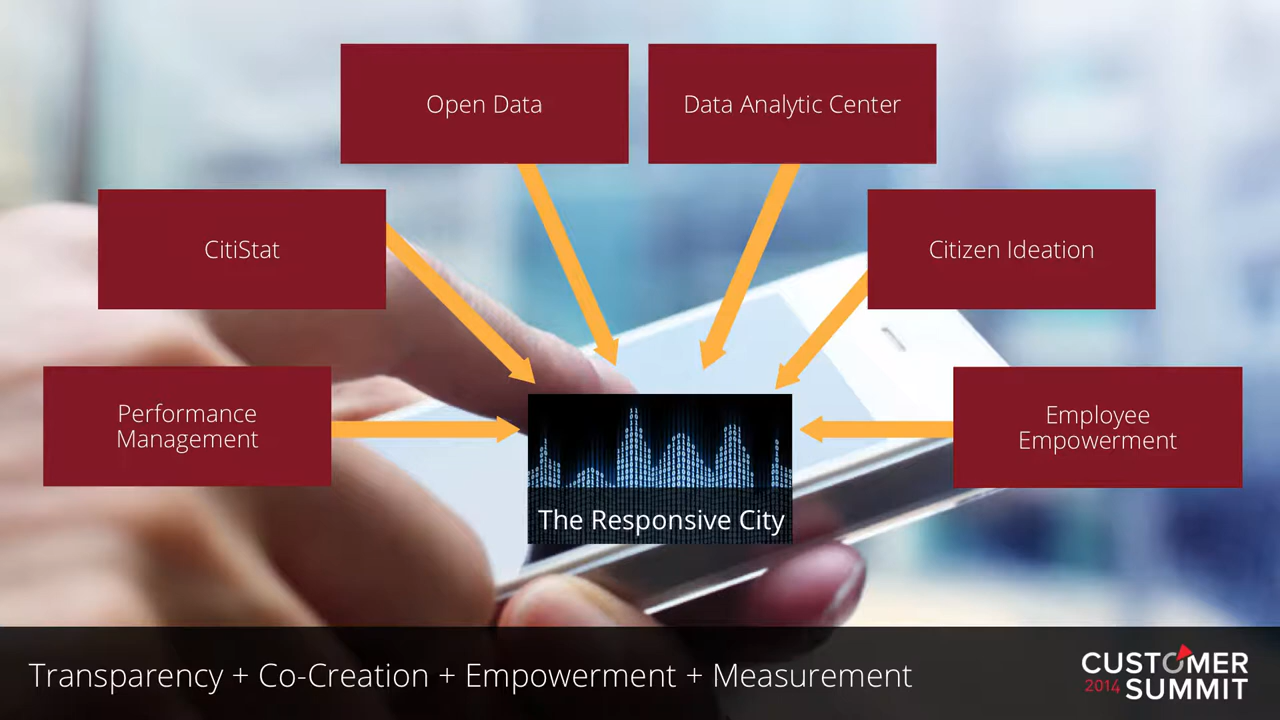 Open Data
Data Analytic Center
CitiStat
Citizen Ideation
Performance
Management
Employee
Empowerment
The Responsive City
Transparency + Co-Creation + Empowerment + Measurement
CUSTOMER
2014 SUMMIT